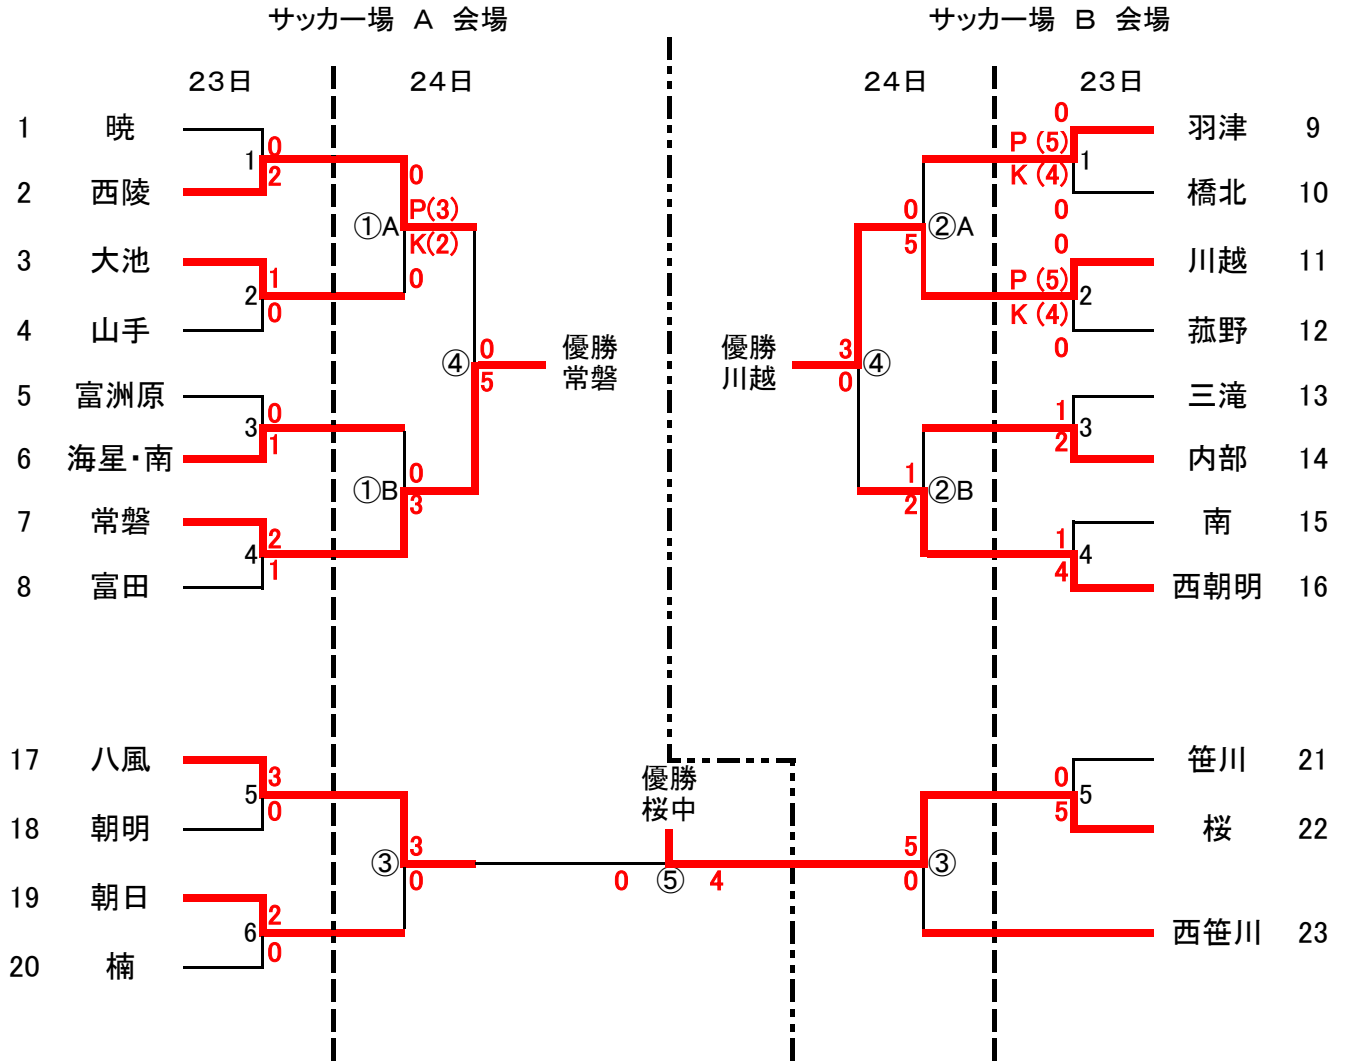 サッカー場 A 会場
サッカー場 B 会場
23日
24日
24日
23日
1 暁
2 西陵
3 大池
4 山手
5 富洲原
6 海星・南
7 常磐
8 富田
1
0
2
2
1
0
3
0
1
4
2
1
①A
0
P(3)
K(2)
0
①B
0
3
④
0
5
優勝
常磐
優勝
川越
3
0
④
0
5
②A
1
2
②B
0
P (5)
K (4)
0
1
0
P (5)
K (4)
0
2
1
2
3
1
4
4
羽津 9
橋北 10
川越 11
菰野 12
三滝 13
内部 14
南 15
西朝明 16
17 八風
18 朝明
19 朝日
20 楠
5
3
0
6
2
0
③
3
0
優勝
桜中
0 ⑤ 4
5
0
③
0
5
5
笹川 21
桜 22
西笹川 23